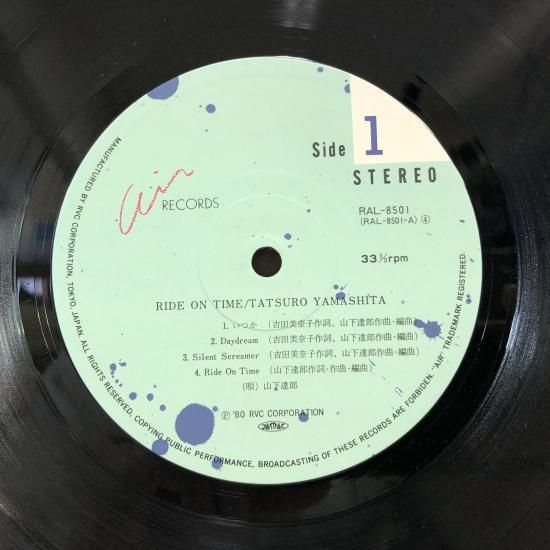 Side 1
STEREO
Air RECORDS
RAL-8501
(RAL-8501-A) ④
33⅓rpm
RIDE ON TIME/TATSURO YAMASHITA
1. いつか (吉田美奈子作詞、山下達郎作曲・編曲)
2. Daydream (吉田美奈子作詞、山下達郎作曲・編曲)
3. Silent Screamer (吉田美奈子作詞、山下達郎作曲・編曲)
4. Ride On Time (山下達郎作詞・作曲・編曲)
(唄) 山下達郎
Ⓟ '80 RVC CORPORATION
JASRAC
MANUFACTURED BY RVC CORPORATION, TOKYO, JAPAN. ALL RIGHTS RESERVED, COPYING, PUBLIC PERFORMANCE, BROADCASTING OF THESE RECORDS ARE FORBIDDEN. "AIR" TRADEMARK REGISTERED.